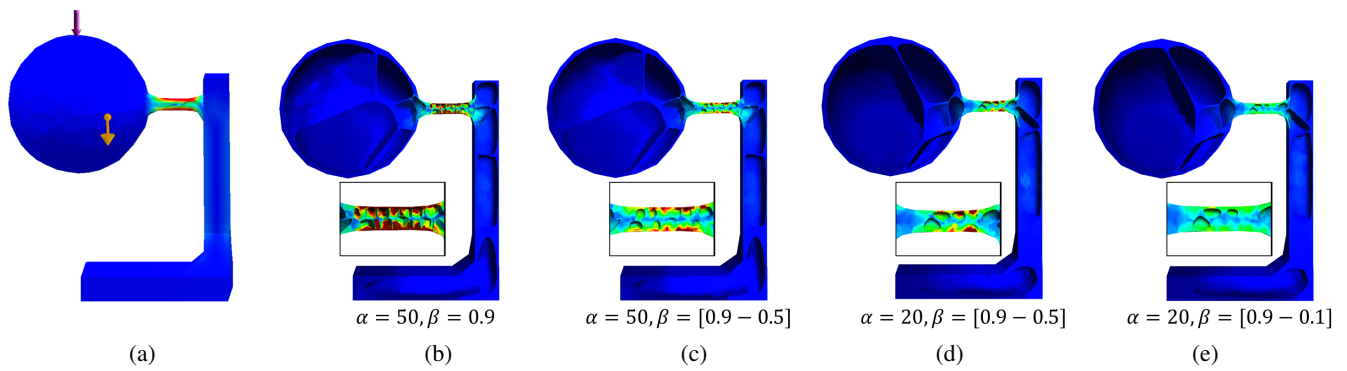 α = 50, β = 0.9
α = 50, β = [0.9 − 0.5]
α = 20, β = [0.9 − 0.5]
α = 20, β = [0.9 − 0.1]
(a)
(b)
(c)
(d)
(e)